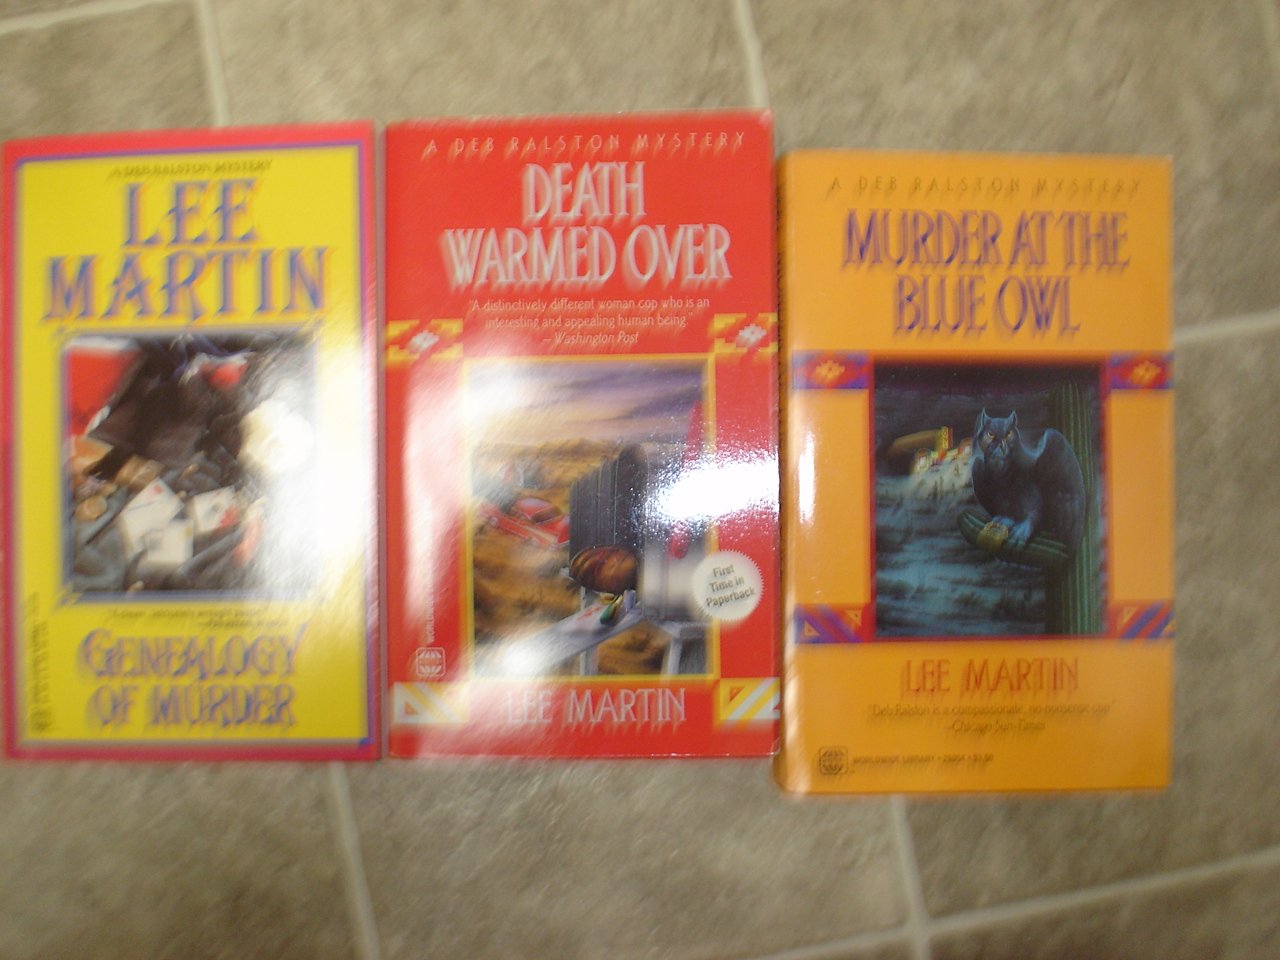 A DEB RALSTON MYSTERY
LEE
MARTIN
GENEALOGY
OF MURDER
A DEB RALSTON MYSTERY
DEATH
WARMED OVER
"A distinctively different woman cop who is an
interesting and appealing human being."
—Washington Post
First
Time in
Paperback
LEE MARTIN
A DEB RALSTON MYSTERY
MURDER AT THE
BLUE OWL
LEE MARTIN
"Deb Ralston is a compassionate, no-nonsense cop"
—Chicago Sun-Times
WORLDWIDE LIBRARY